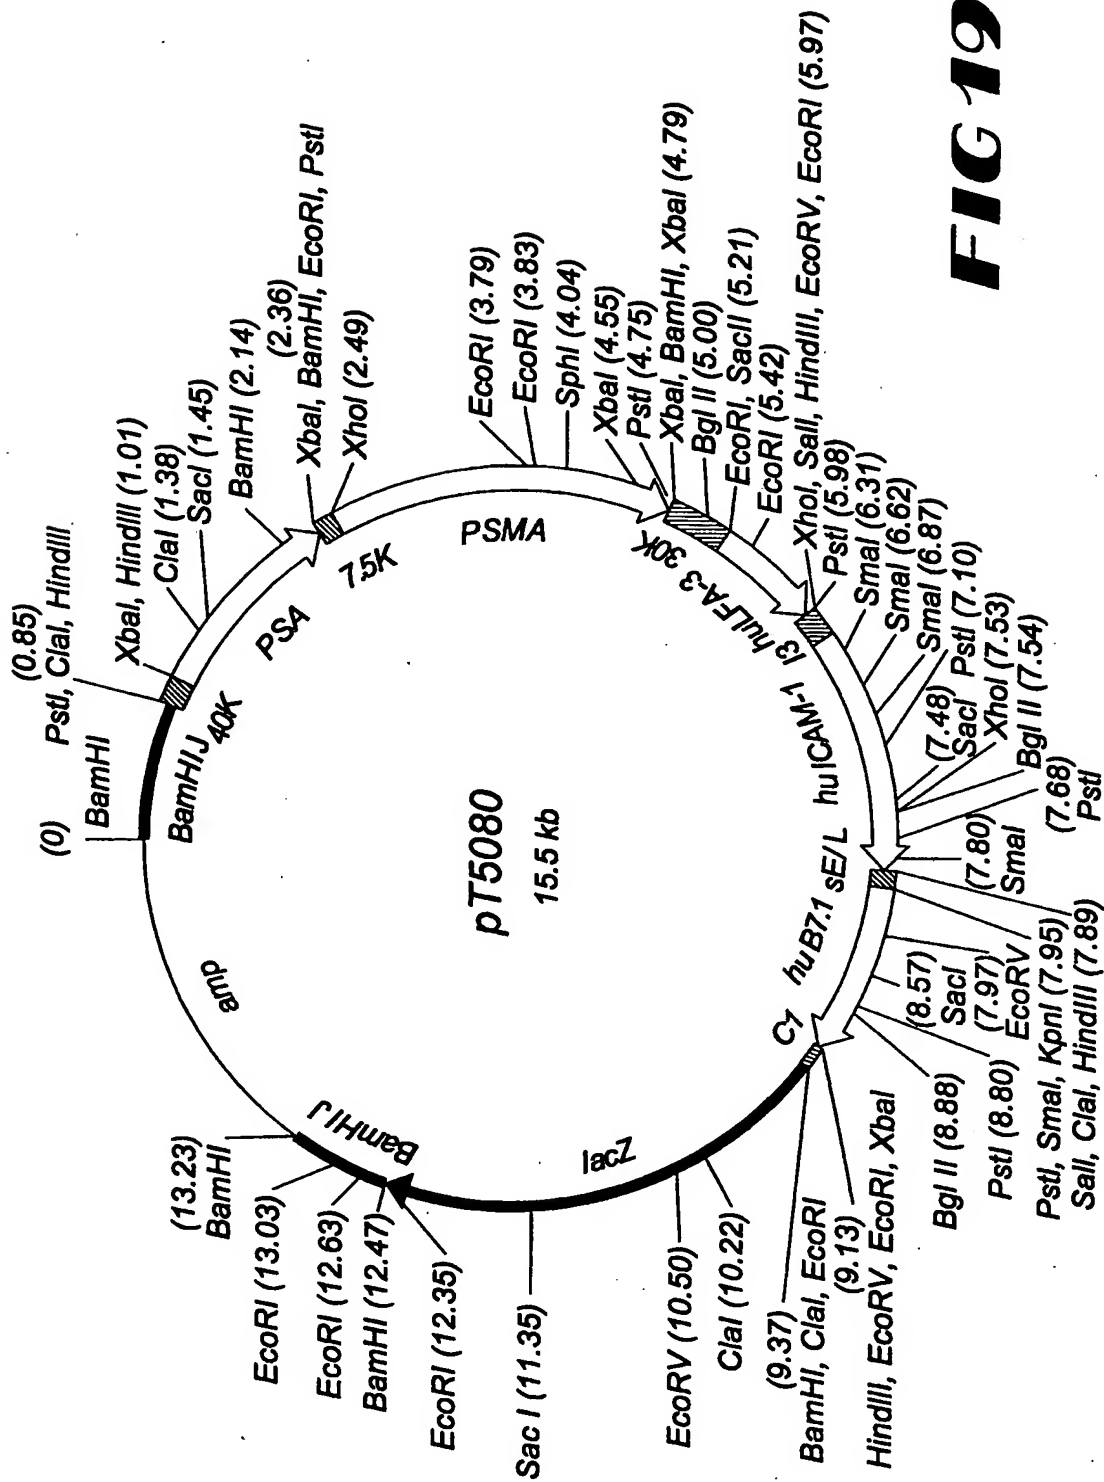 (0)
BamHI
(0.85)
PstI, ClaI, HindIII
XbaI, HindIII (1.01)
ClaI (1.38)
SacI (1.45)
BamHI (2.14)
(2.36)
XbaI, BamHI, EcoRI, PstI
XhoI (2.49)
EcoRI (3.79)
EcoRI (3.83)
SphI (4.04)
XbaI (4.55)
PstI (4.75)
XbaI, BamHI, XbaI (4.79)
Bgl II (5.00)
EcoRI, SacII (5.21)
EcoRI (5.42)
XhoI, SalI, HindIII, EcoRV, EcoRI (5.97)
PstI (5.98)
SmaI (6.31)
SmaI (6.62)
SmaI (6.87)
PstI (7.10)
(7.48)
SacI
XhoI (7.53)
Bgl II (7.54)
(7.68)
PstI
(7.80)
SmaI
SalI, ClaI, HindIII (7.89)
PstI, SmaI, KpnI (7.95)
(7.97)
EcoRV
(8.57)
SacI
PstI (8.80)
Bgl II (8.88)
(9.13)
HindIII, EcoRV, EcoRI, XbaI
(9.37)
BamHI, ClaI, EcoRI
ClaI (10.22)
EcoRV (10.50)
Sac I (11.35)
EcoRI (12.35)
BamHI (12.47)
EcoRI (12.63)
EcoRI (13.03)
(13.23)
BamHI
BamHI J
40K
PSA
7.5K
PSMA
30K
huLFA-3
I3
huICAM-1
sE/L
huB7.1
C1
lacZ
BamHI J
amp
pT5080
15.5 kb
FIG 19